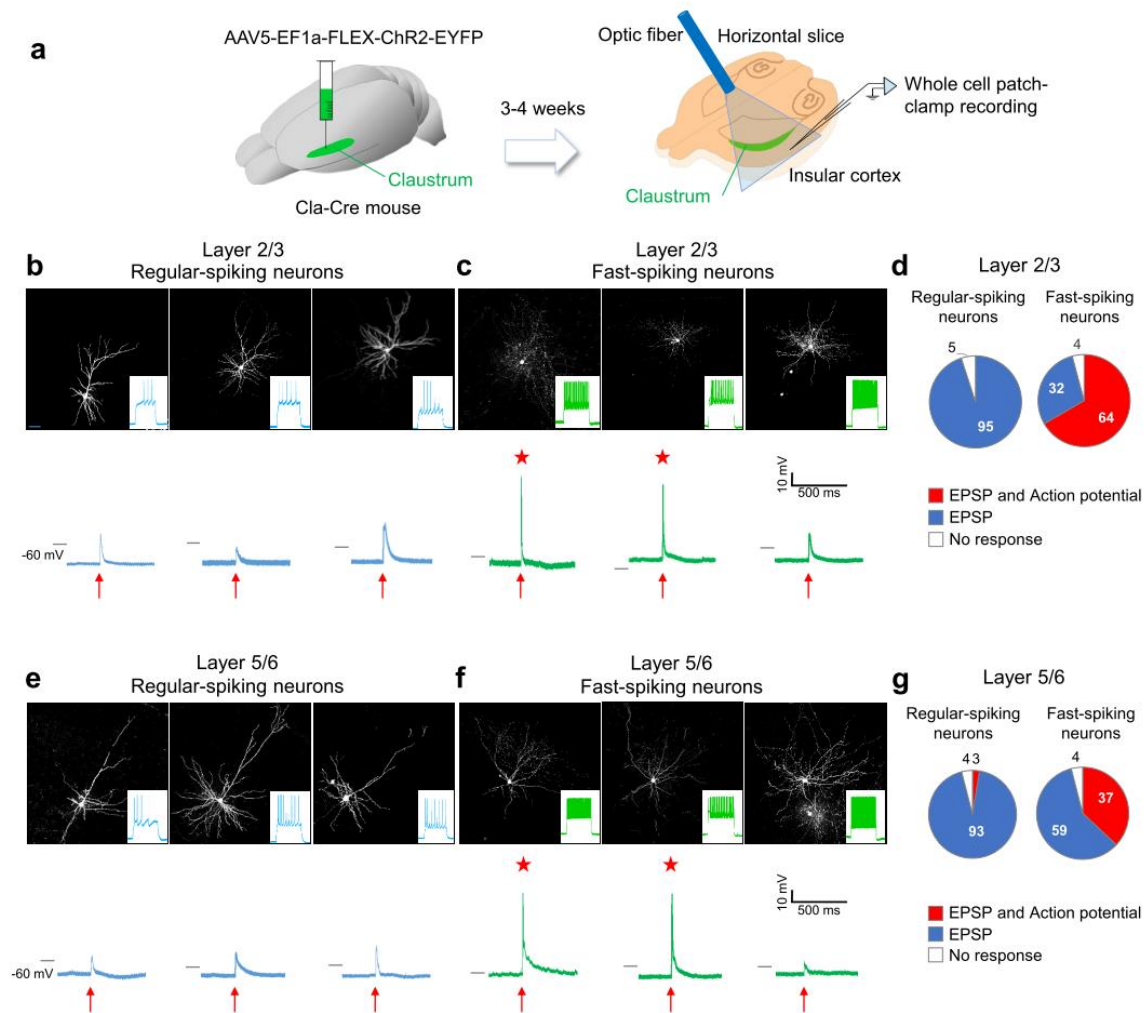 a
AAV5-EF1a-FLEX-ChR2-EYFP
Claustrum
Cla-Cre mouse
3-4 weeks
Optic fiber
Horizontal slice
Whole cell patch-
clamp recording
Insular cortex
Claustrum
b
Layer 2/3
Regular-spiking neurons
c
Layer 2/3
Fast-spiking neurons
d
Layer 2/3
Regular-spiking
neurons
Fast-spiking
neurons
5
95
4
32
64
EPSP and Action potential
EPSP
No response
-60 mV
10 mV
500 ms
e
Layer 5/6
Regular-spiking neurons
f
Layer 5/6
Fast-spiking neurons
g
Layer 5/6
Regular-spiking
neurons
Fast-spiking
neurons
4 3
93
4
37
59
EPSP and Action potential
EPSP
No response
-60 mV
10 mV
500 ms